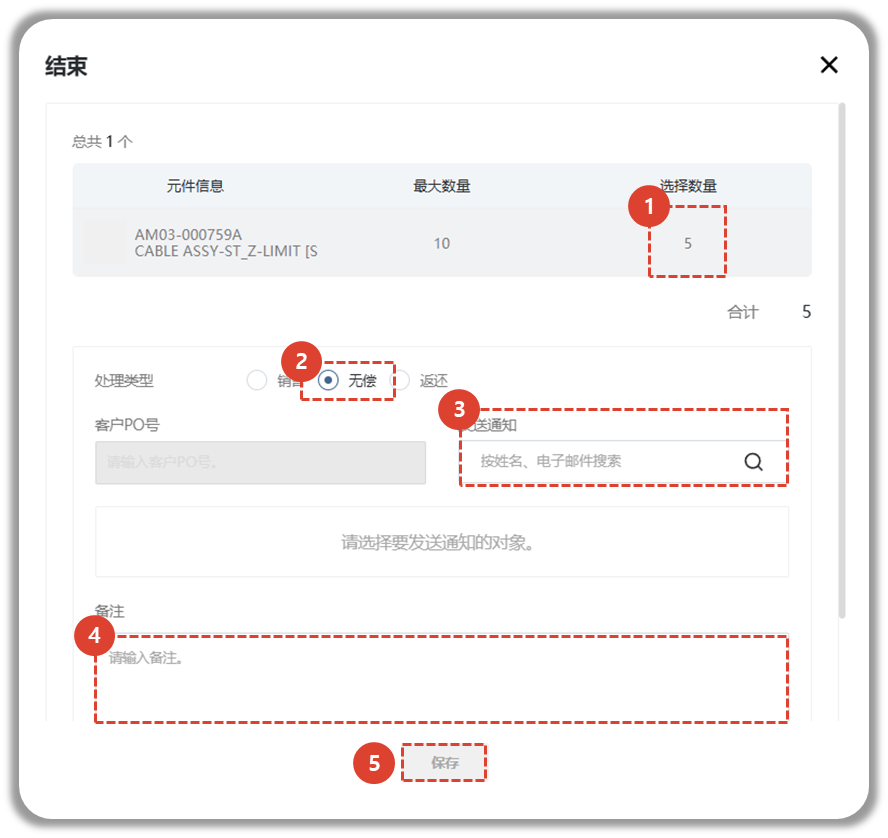 结束
总共 1 个
元件信息 最大数量 选择数量
1
AM03-000759A
CABLE ASSY-ST_Z-LIMIT [S
10 5
合计 5
2
处理类型 销售 无偿 返还
3
客户PO号 发送通知
请输入客户PO号。 按姓名、电子邮件搜索
请选择要发送通知的对象。
备注
4
请输入备注。
5 保存